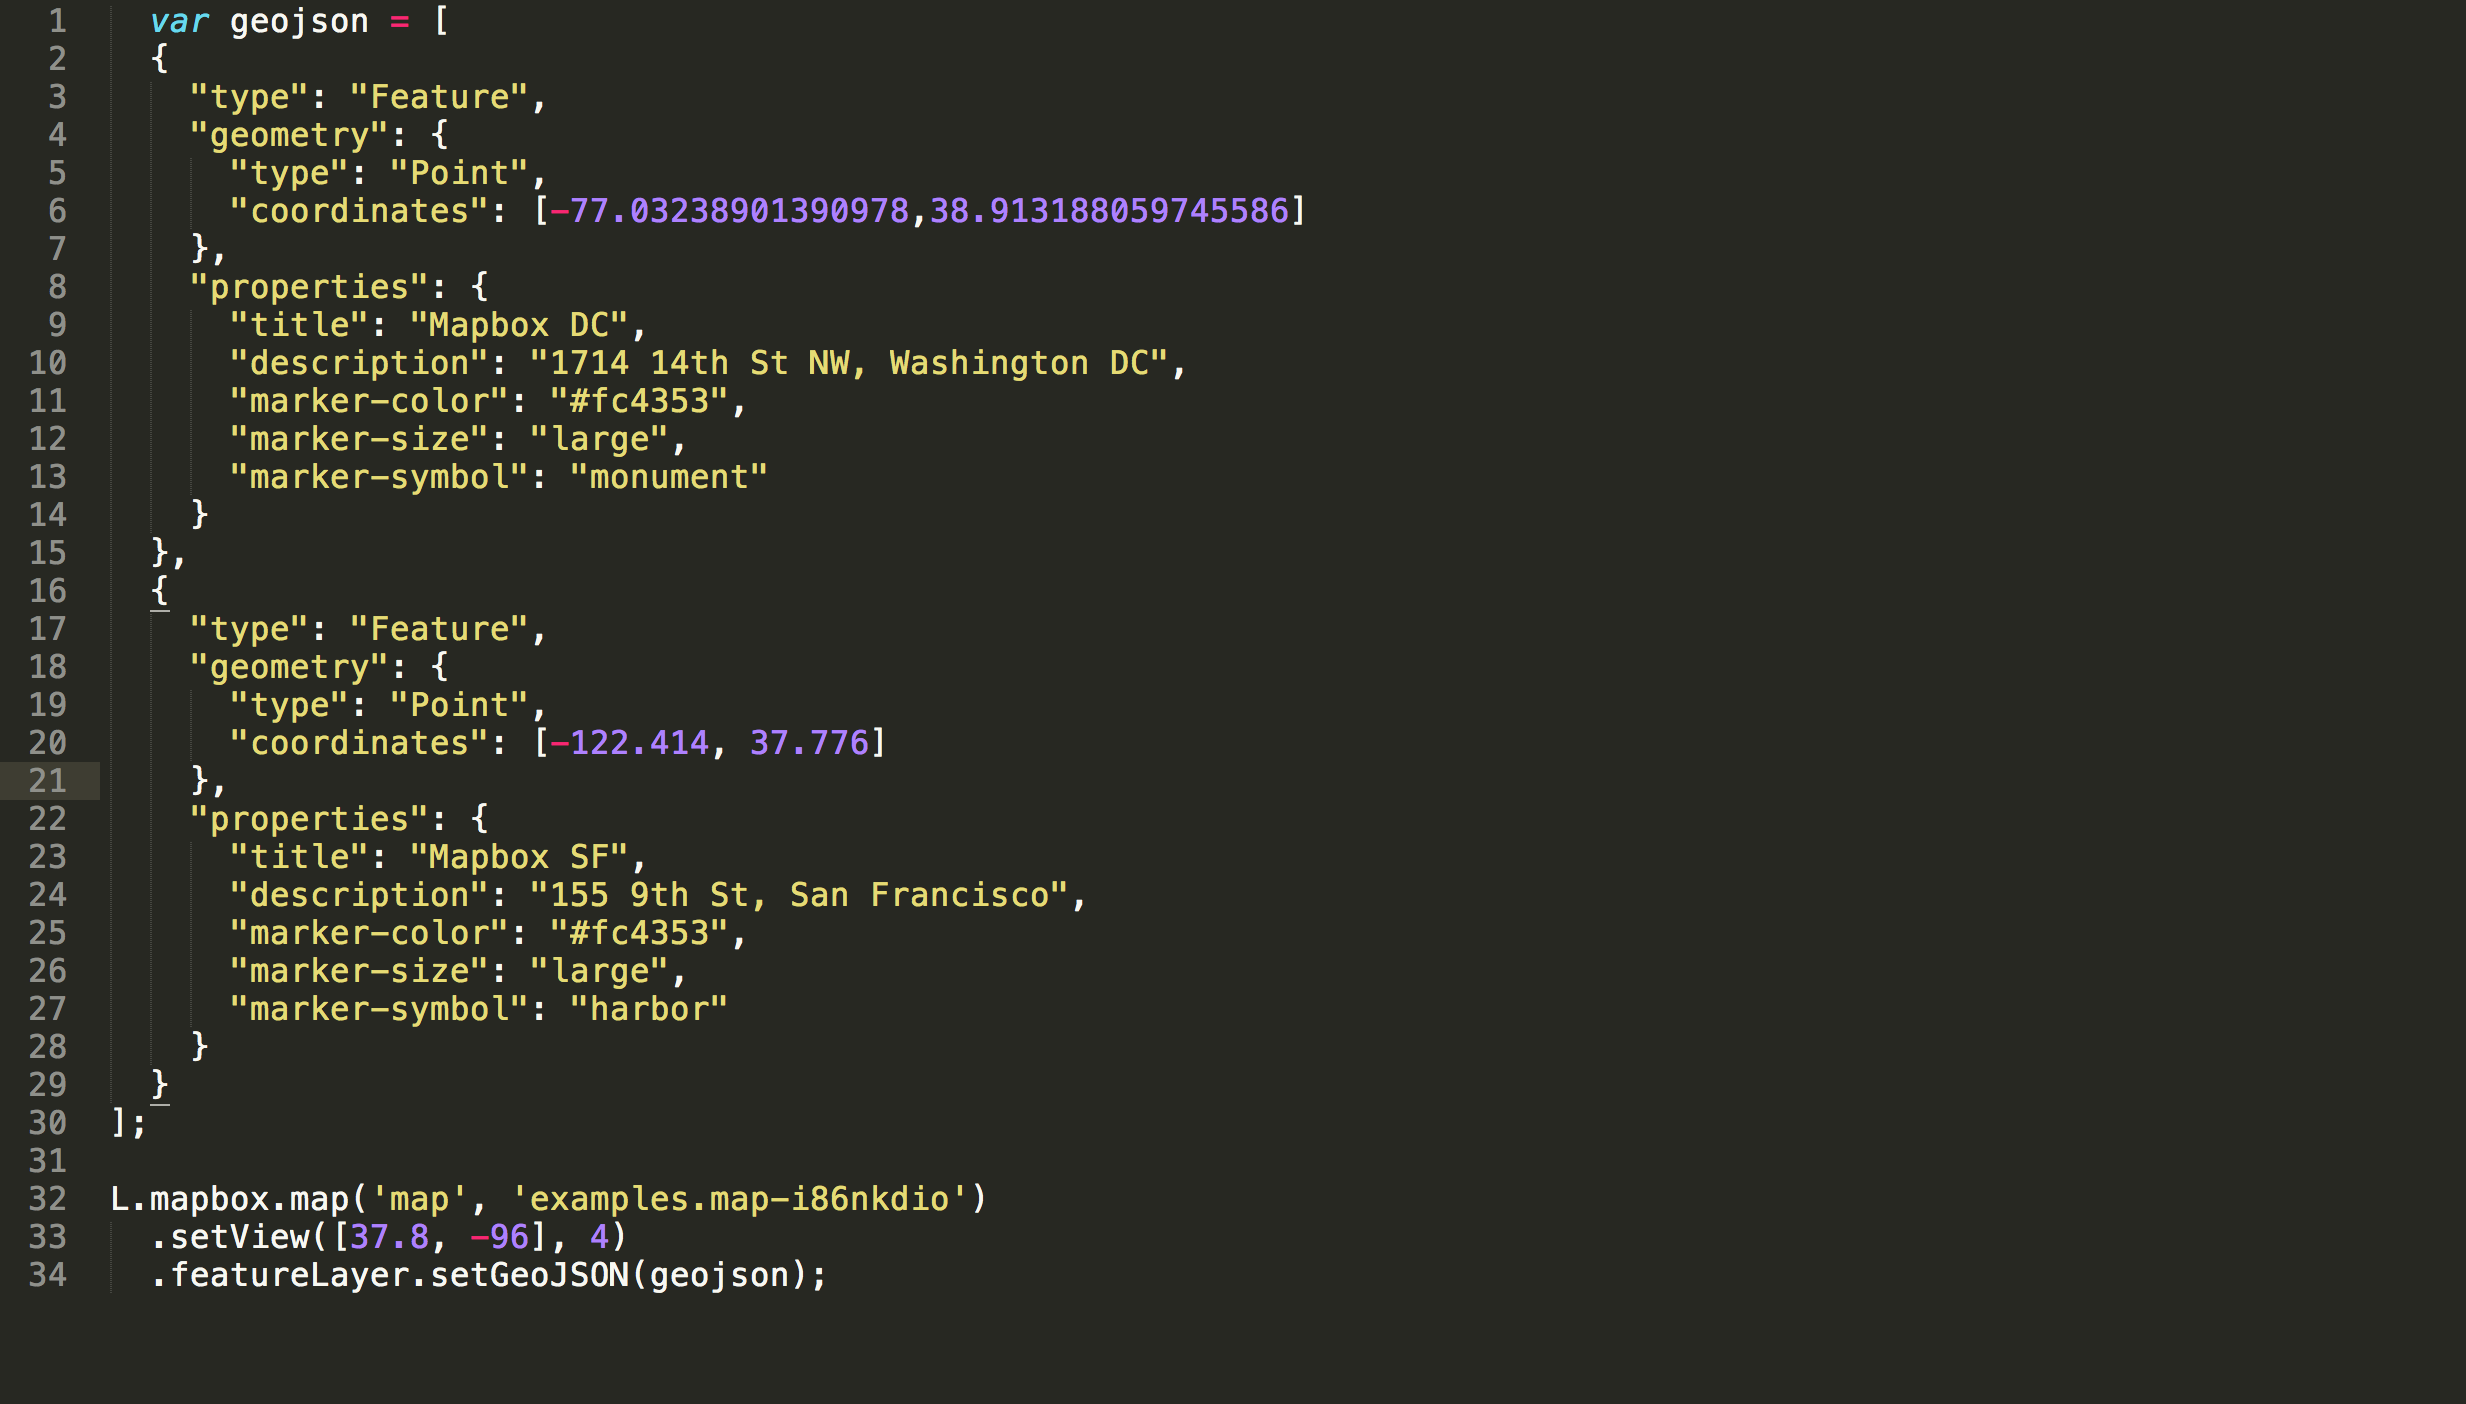 1 var geojson = [
2 {
3 "type": "Feature",
4 "geometry": {
5 "type": "Point",
6 "coordinates": [-77.03238901390978,38.913188059745586]
7 },
8 "properties": {
9 "title": "Mapbox DC",
10 "description": "1714 14th St NW, Washington DC",
11 "marker-color": "#fc4353",
12 "marker-size": "large",
13 "marker-symbol": "monument"
14 }
15 },
16 {
17 "type": "Feature",
18 "geometry": {
19 "type": "Point",
20 "coordinates": [-122.414, 37.776]
21 },
22 "properties": {
23 "title": "Mapbox SF",
24 "description": "155 9th St, San Francisco",
25 "marker-color": "#fc4353",
26 "marker-size": "large",
27 "marker-symbol": "harbor"
28 }
29 }
30 ];
31
32 L.mapbox.map('map', 'examples.map-i86nkdio')
33 .setView([37.8, -96], 4)
34 .featureLayer.setGeoJSON(geojson);